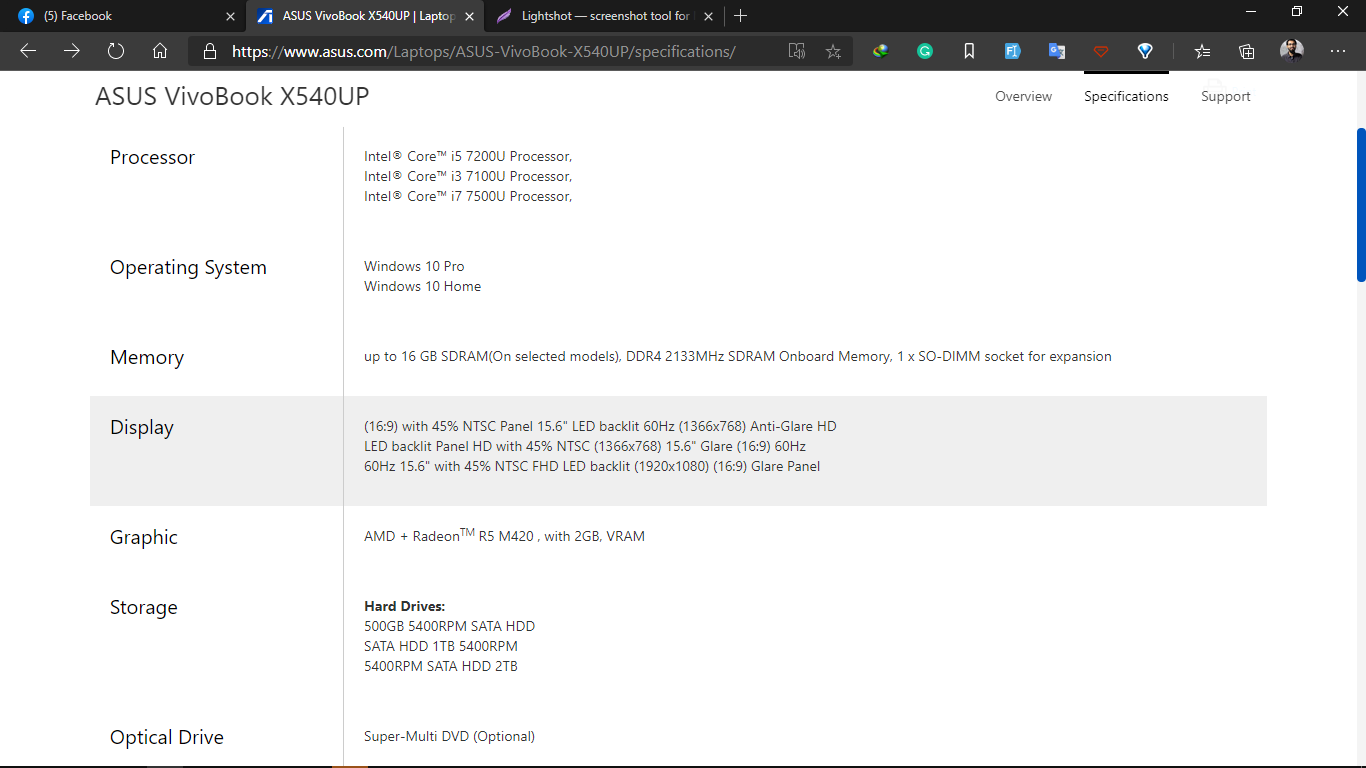 (5) Facebook
ASUS VivoBook X540UP | Laptop
Lightshot — screenshot tool for
https://www.asus.com/Laptops/ASUS-VivoBook-X540UP/specifications/
ASUS VivoBook X540UP
Overview
Specifications
Support
Processor
Intel® Core™ i5 7200U Processor,
Intel® Core™ i3 7100U Processor,
Intel® Core™ i7 7500U Processor,
Operating System
Windows 10 Pro
Windows 10 Home
Memory
up to 16 GB SDRAM(On selected models), DDR4 2133MHz SDRAM Onboard Memory, 1 x SO-DIMM socket for expansion
Display
(16:9) with 45% NTSC Panel 15.6" LED backlit 60Hz (1366x768) Anti-Glare HD
LED backlit Panel HD with 45% NTSC (1366x768) 15.6" Glare (16:9) 60Hz
60Hz 15.6" with 45% NTSC FHD LED backlit (1920x1080) (16:9) Glare Panel
Graphic
AMD + Radeon™ R5 M420 , with 2GB, VRAM
Storage
Hard Drives:
500GB 5400RPM SATA HDD
SATA HDD 1TB 5400RPM
5400RPM SATA HDD 2TB
Optical Drive
Super-Multi DVD (Optional)